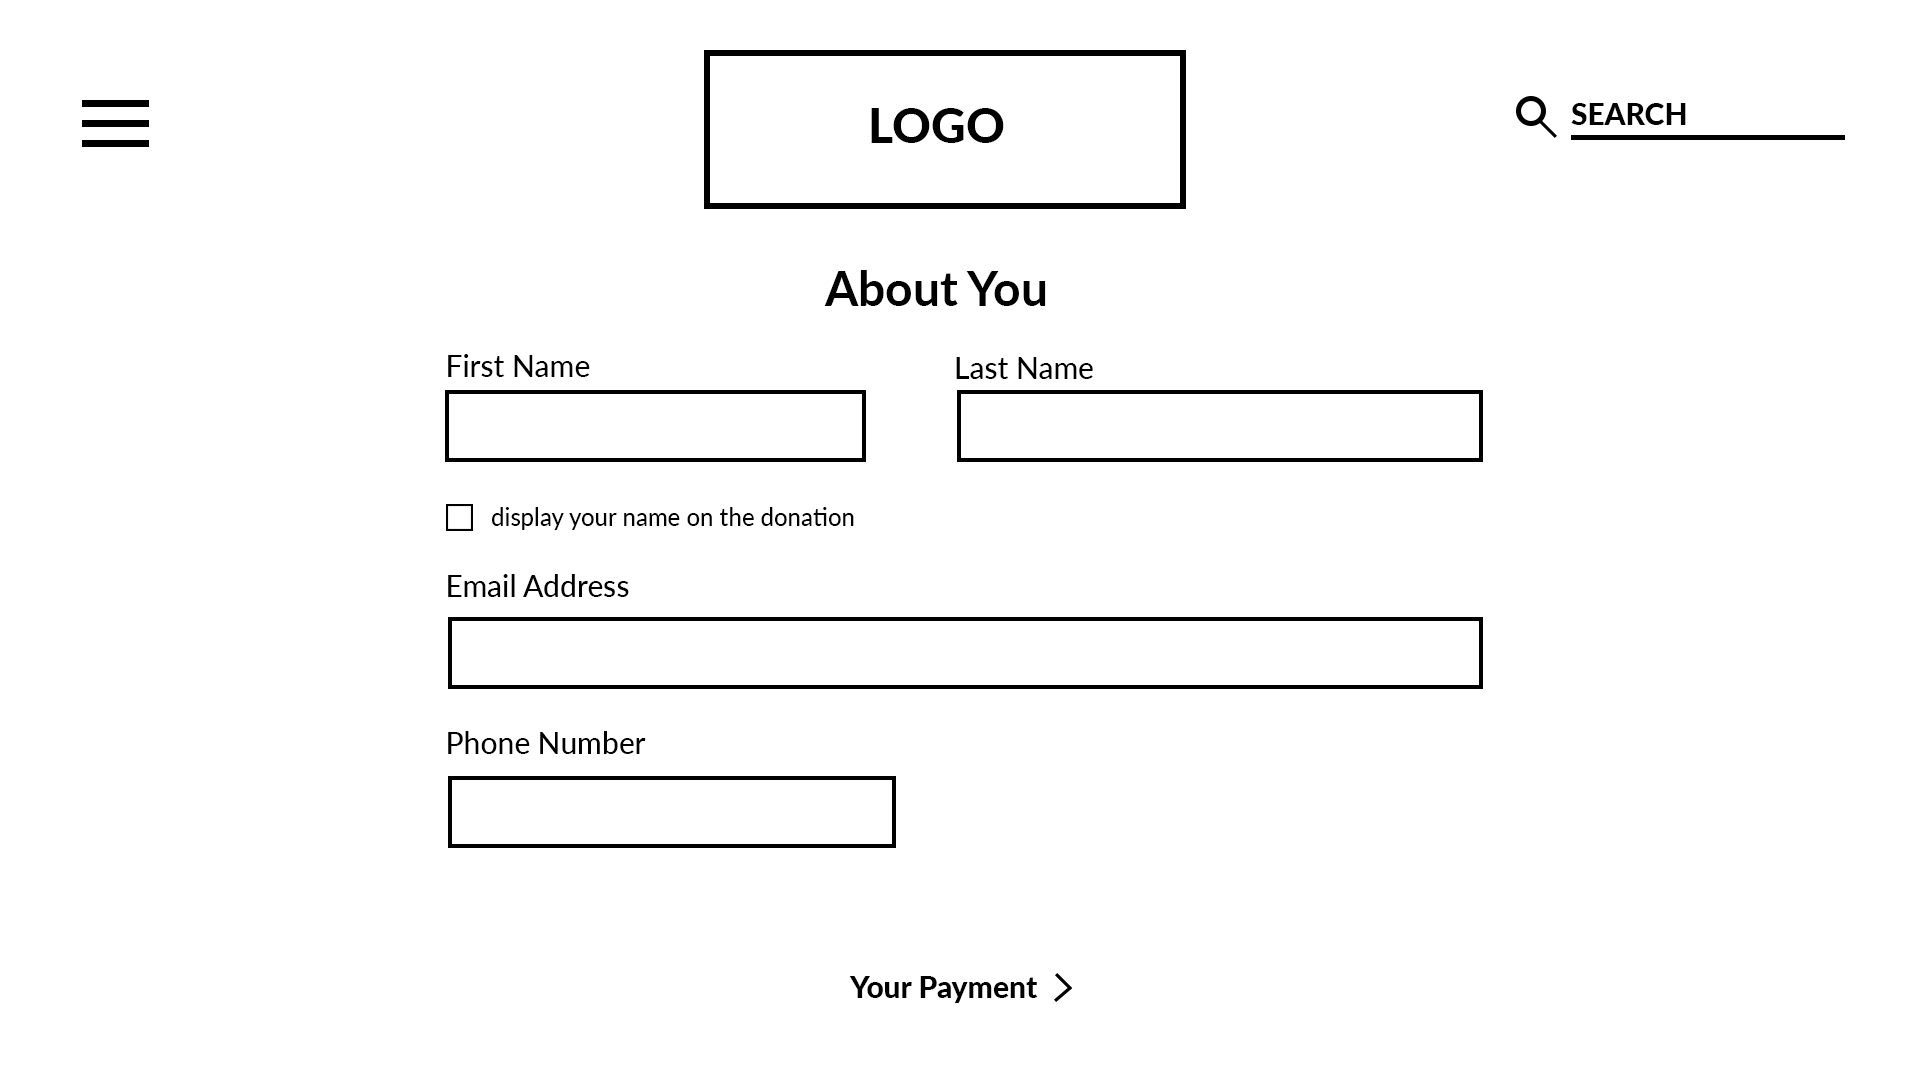 LOGO
SEARCH
About You
First Name
Last Name
display your name on the donation
Email Address
Phone Number
Your Payment